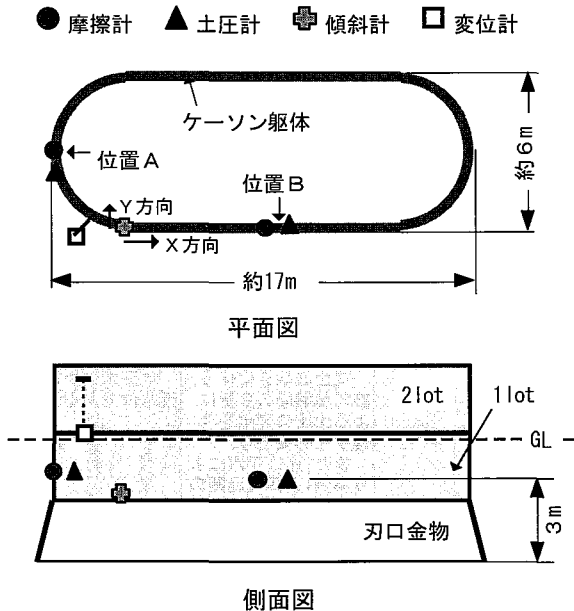 摩擦計 土圧計 傾斜計 変位計
ケーソン躯体
位置A
位置B
Y方向
X方向
約6m
約17m
平面図
2lot
1lot
GL
刃口金物
3m
側面図